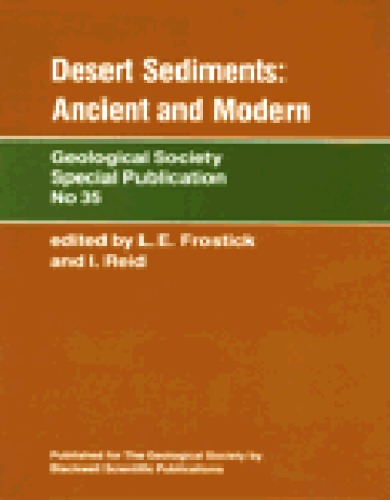 Desert Sediments:
Ancient and Modern
Geological Society
Special Publication
No 35
edited by L. E. Frostick
and I. Reid
Published for The Geological Society by
Blackwell Scientific Publications